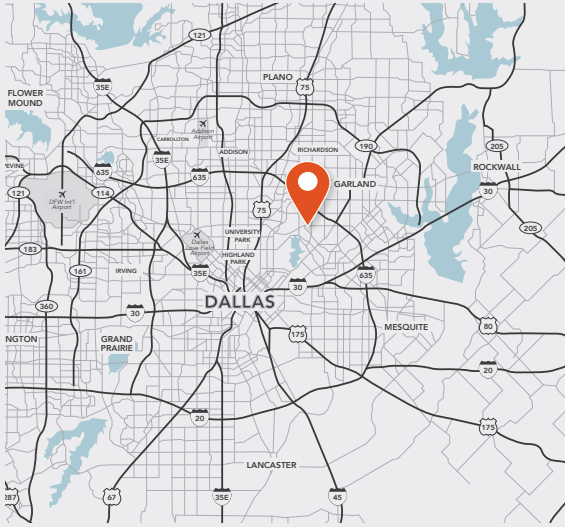 121
PLANO
35E
75
FLOWER
MOUND
Addison
Airport
CARROLLTON
190
205
RICHARDSON
ADDISON
35E
EVINE
635
635
ROCKWALL
GARLAND
121
114
30
DFW Int'l
Airport
75
205
UNIVERSITY
PARK
183
Dallas
Love Field
Airport
HIGHLAND
PARK
161
IRVING
35E
635
30
DALLAS
360
30
80
MESQUITE
175
NGTON
GRAND
PRAIRIE
20
20
175
LANCASTER
287
67
35E
45